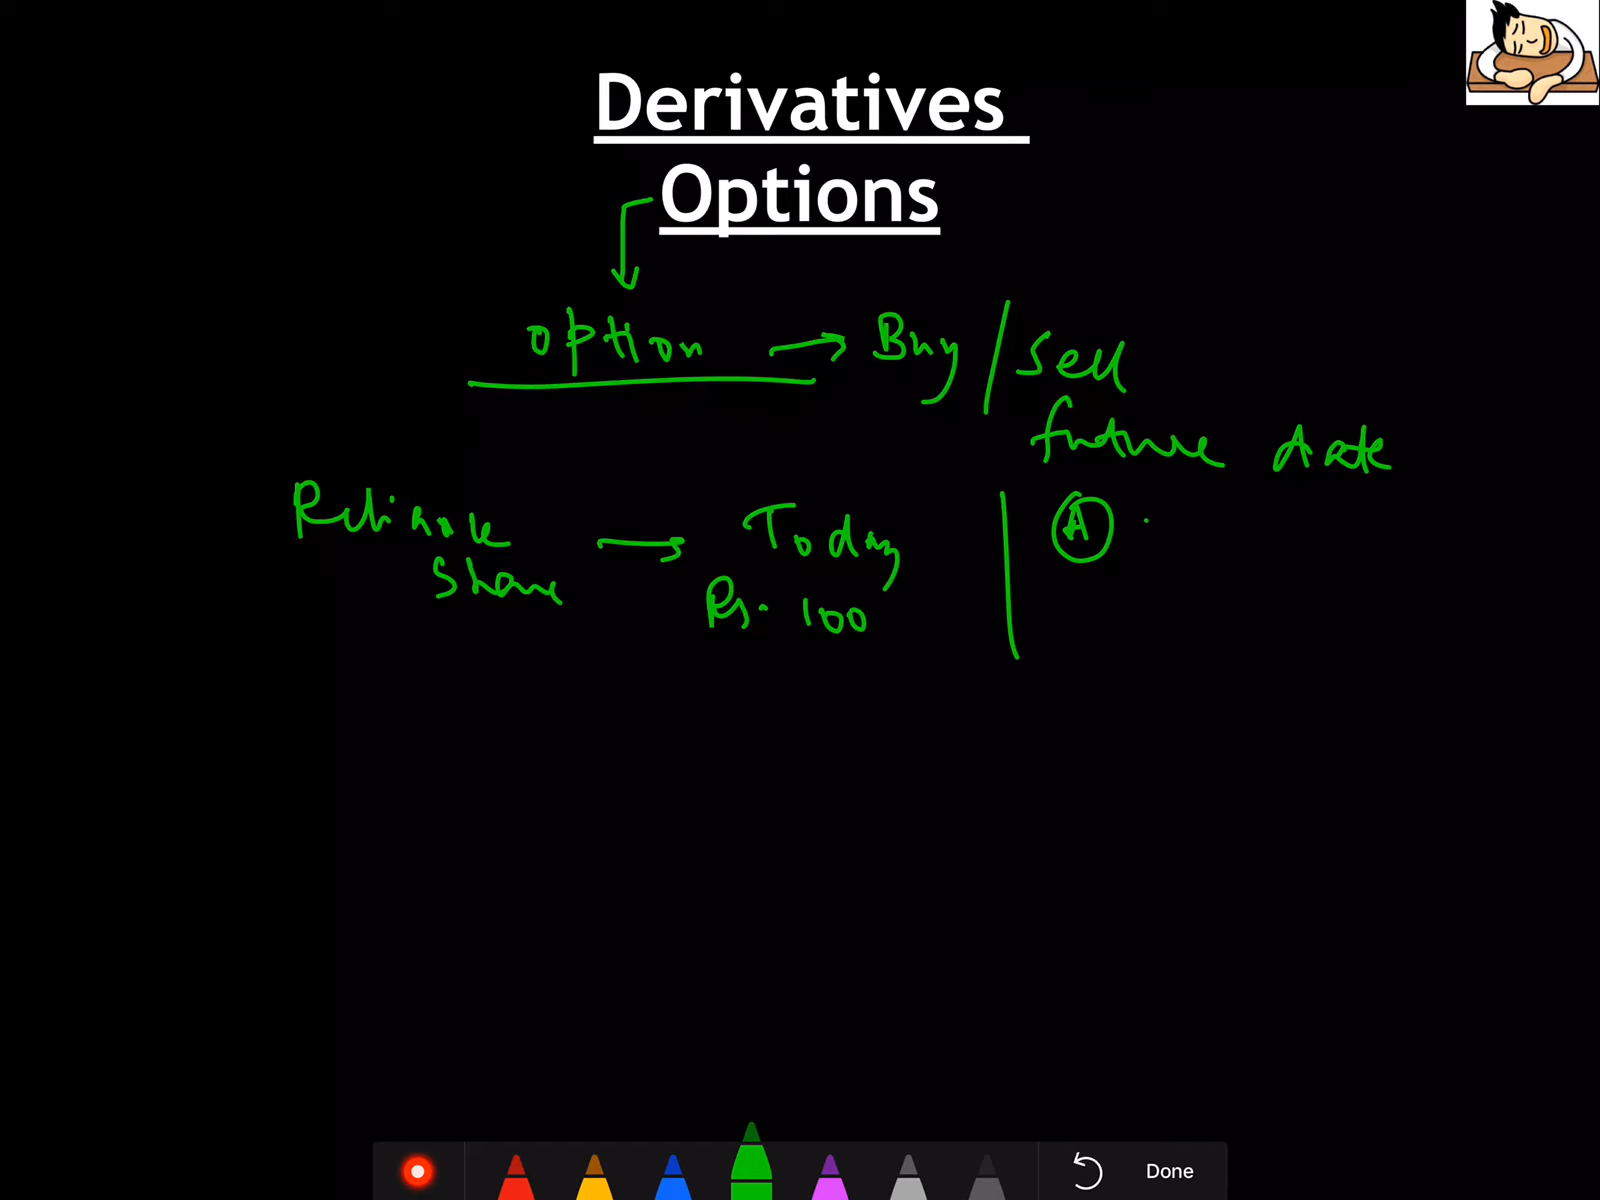 Derivatives
Options
option → Buy / Sell
future date
Reliance → Today
Share
Rs. 100
A
Done